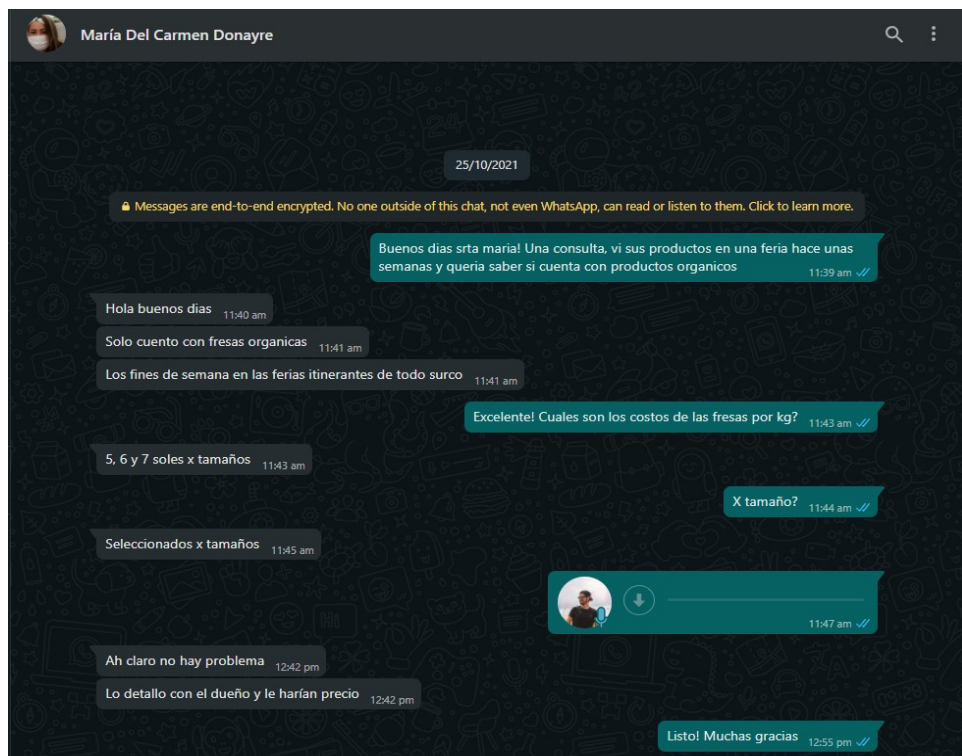 María Del Carmen Donayre
25/10/2021
Messages are end-to-end encrypted. No one outside of this chat, not even WhatsApp, can read or listen to them. Click to learn more.
Buenos dias srta maria! Una consulta, vi sus productos en una feria hace unas
semanas y queria saber si cuenta con productos organicos
11:39 am
Hola buenos dias 11:40 am
Solo cuento con fresas organicas 11:41 am
Los fines de semana en las ferias itinerantes de todo surco 11:41 am
Excelente! Cuales son los costos de las fresas por kg? 11:43 am
5, 6 y 7 soles x tamaños 11:43 am
X tamaño? 11:44 am
Seleccionados x tamaños 11:45 am
11:47 am
Ah claro no hay problema 12:42 pm
Lo detallo con el dueño y le harían precio 12:42 pm
Listo! Muchas gracias 12:55 pm